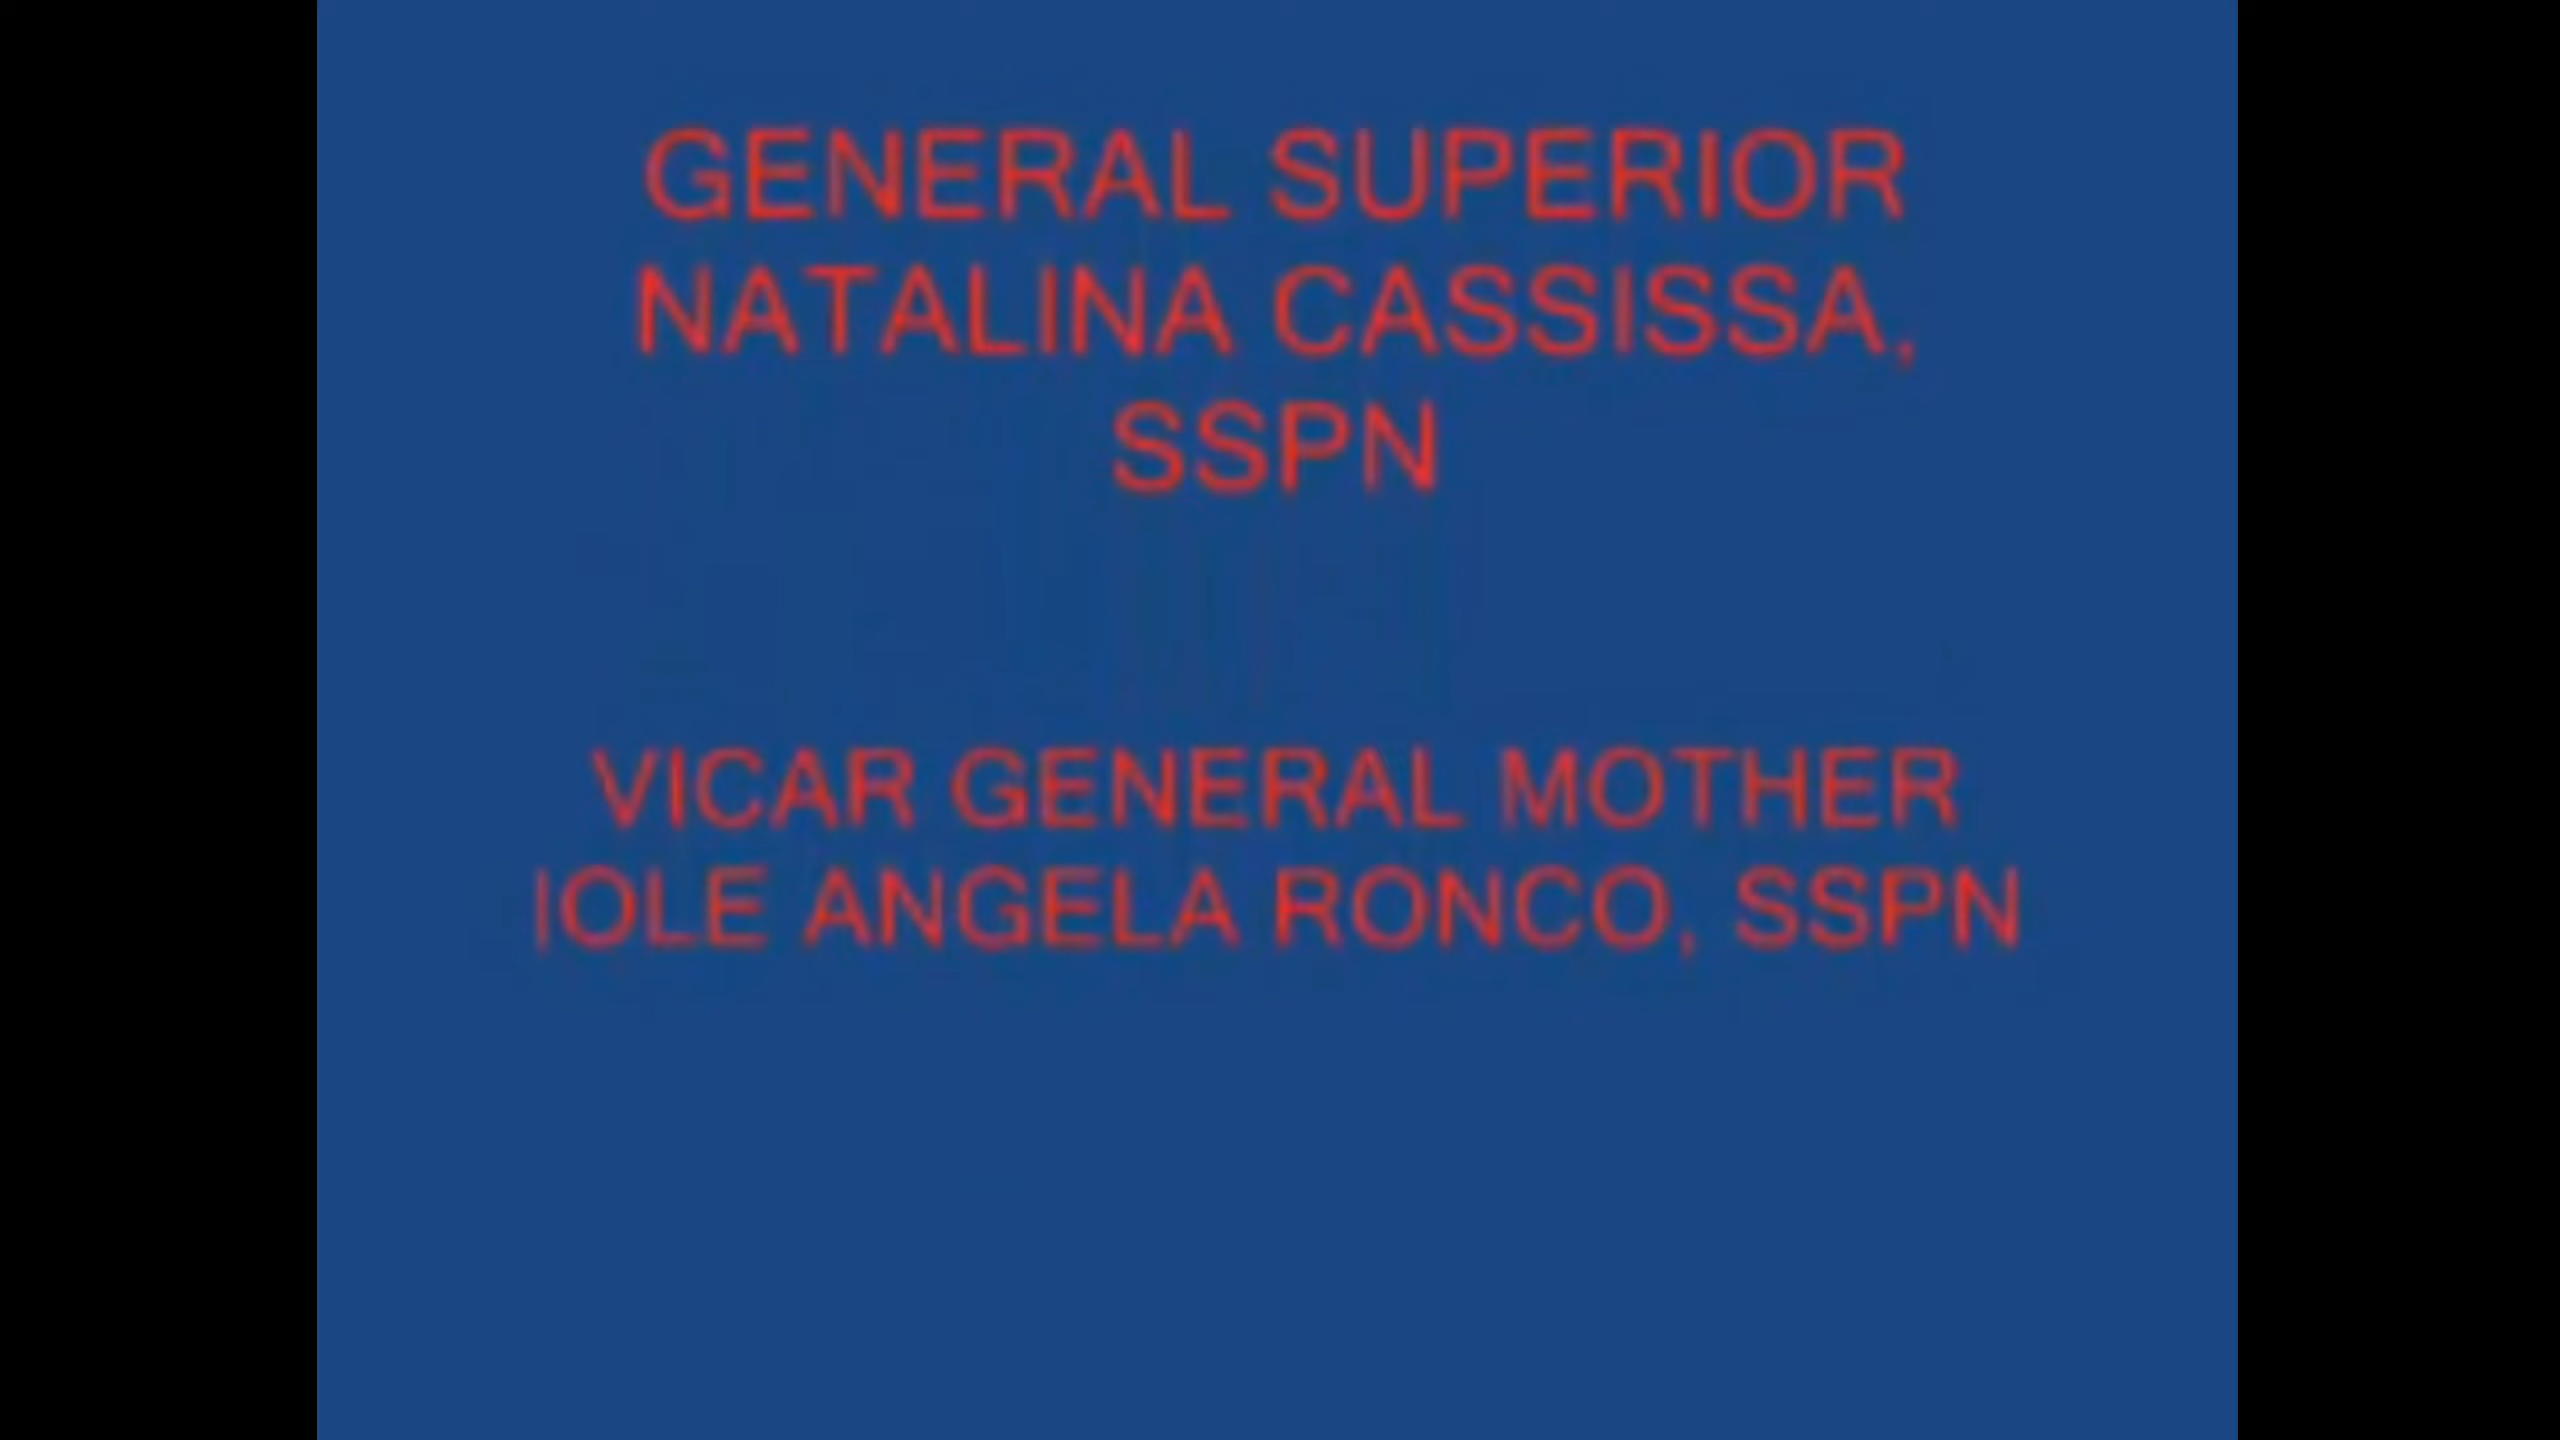 GENERAL SUPERIOR
NATALINA CASSISSA,
SSPN
VICAR GENERAL MOTHER
IOLE ANGELA RONCO, SSPN